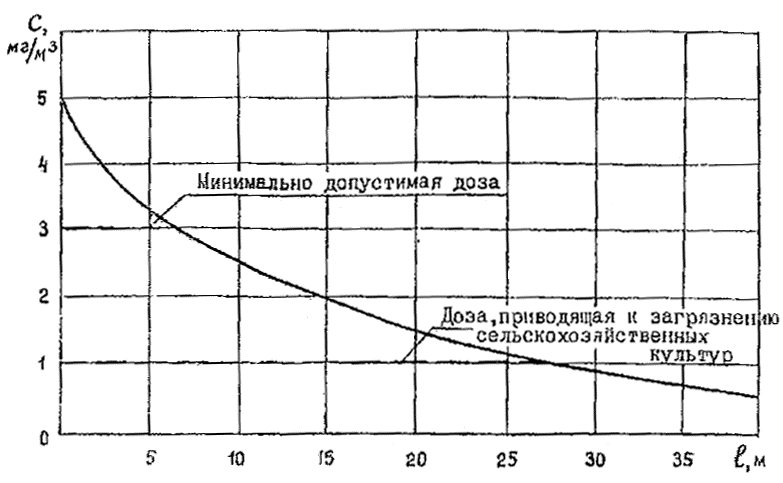 C,
мг/м³
5
4
Минимально допустимая доза
3
2
Доза, приводящая к загрязнению
сельскохозяйственных
культур
1
0
5 10 15 20 25 30 35 ℓ, м